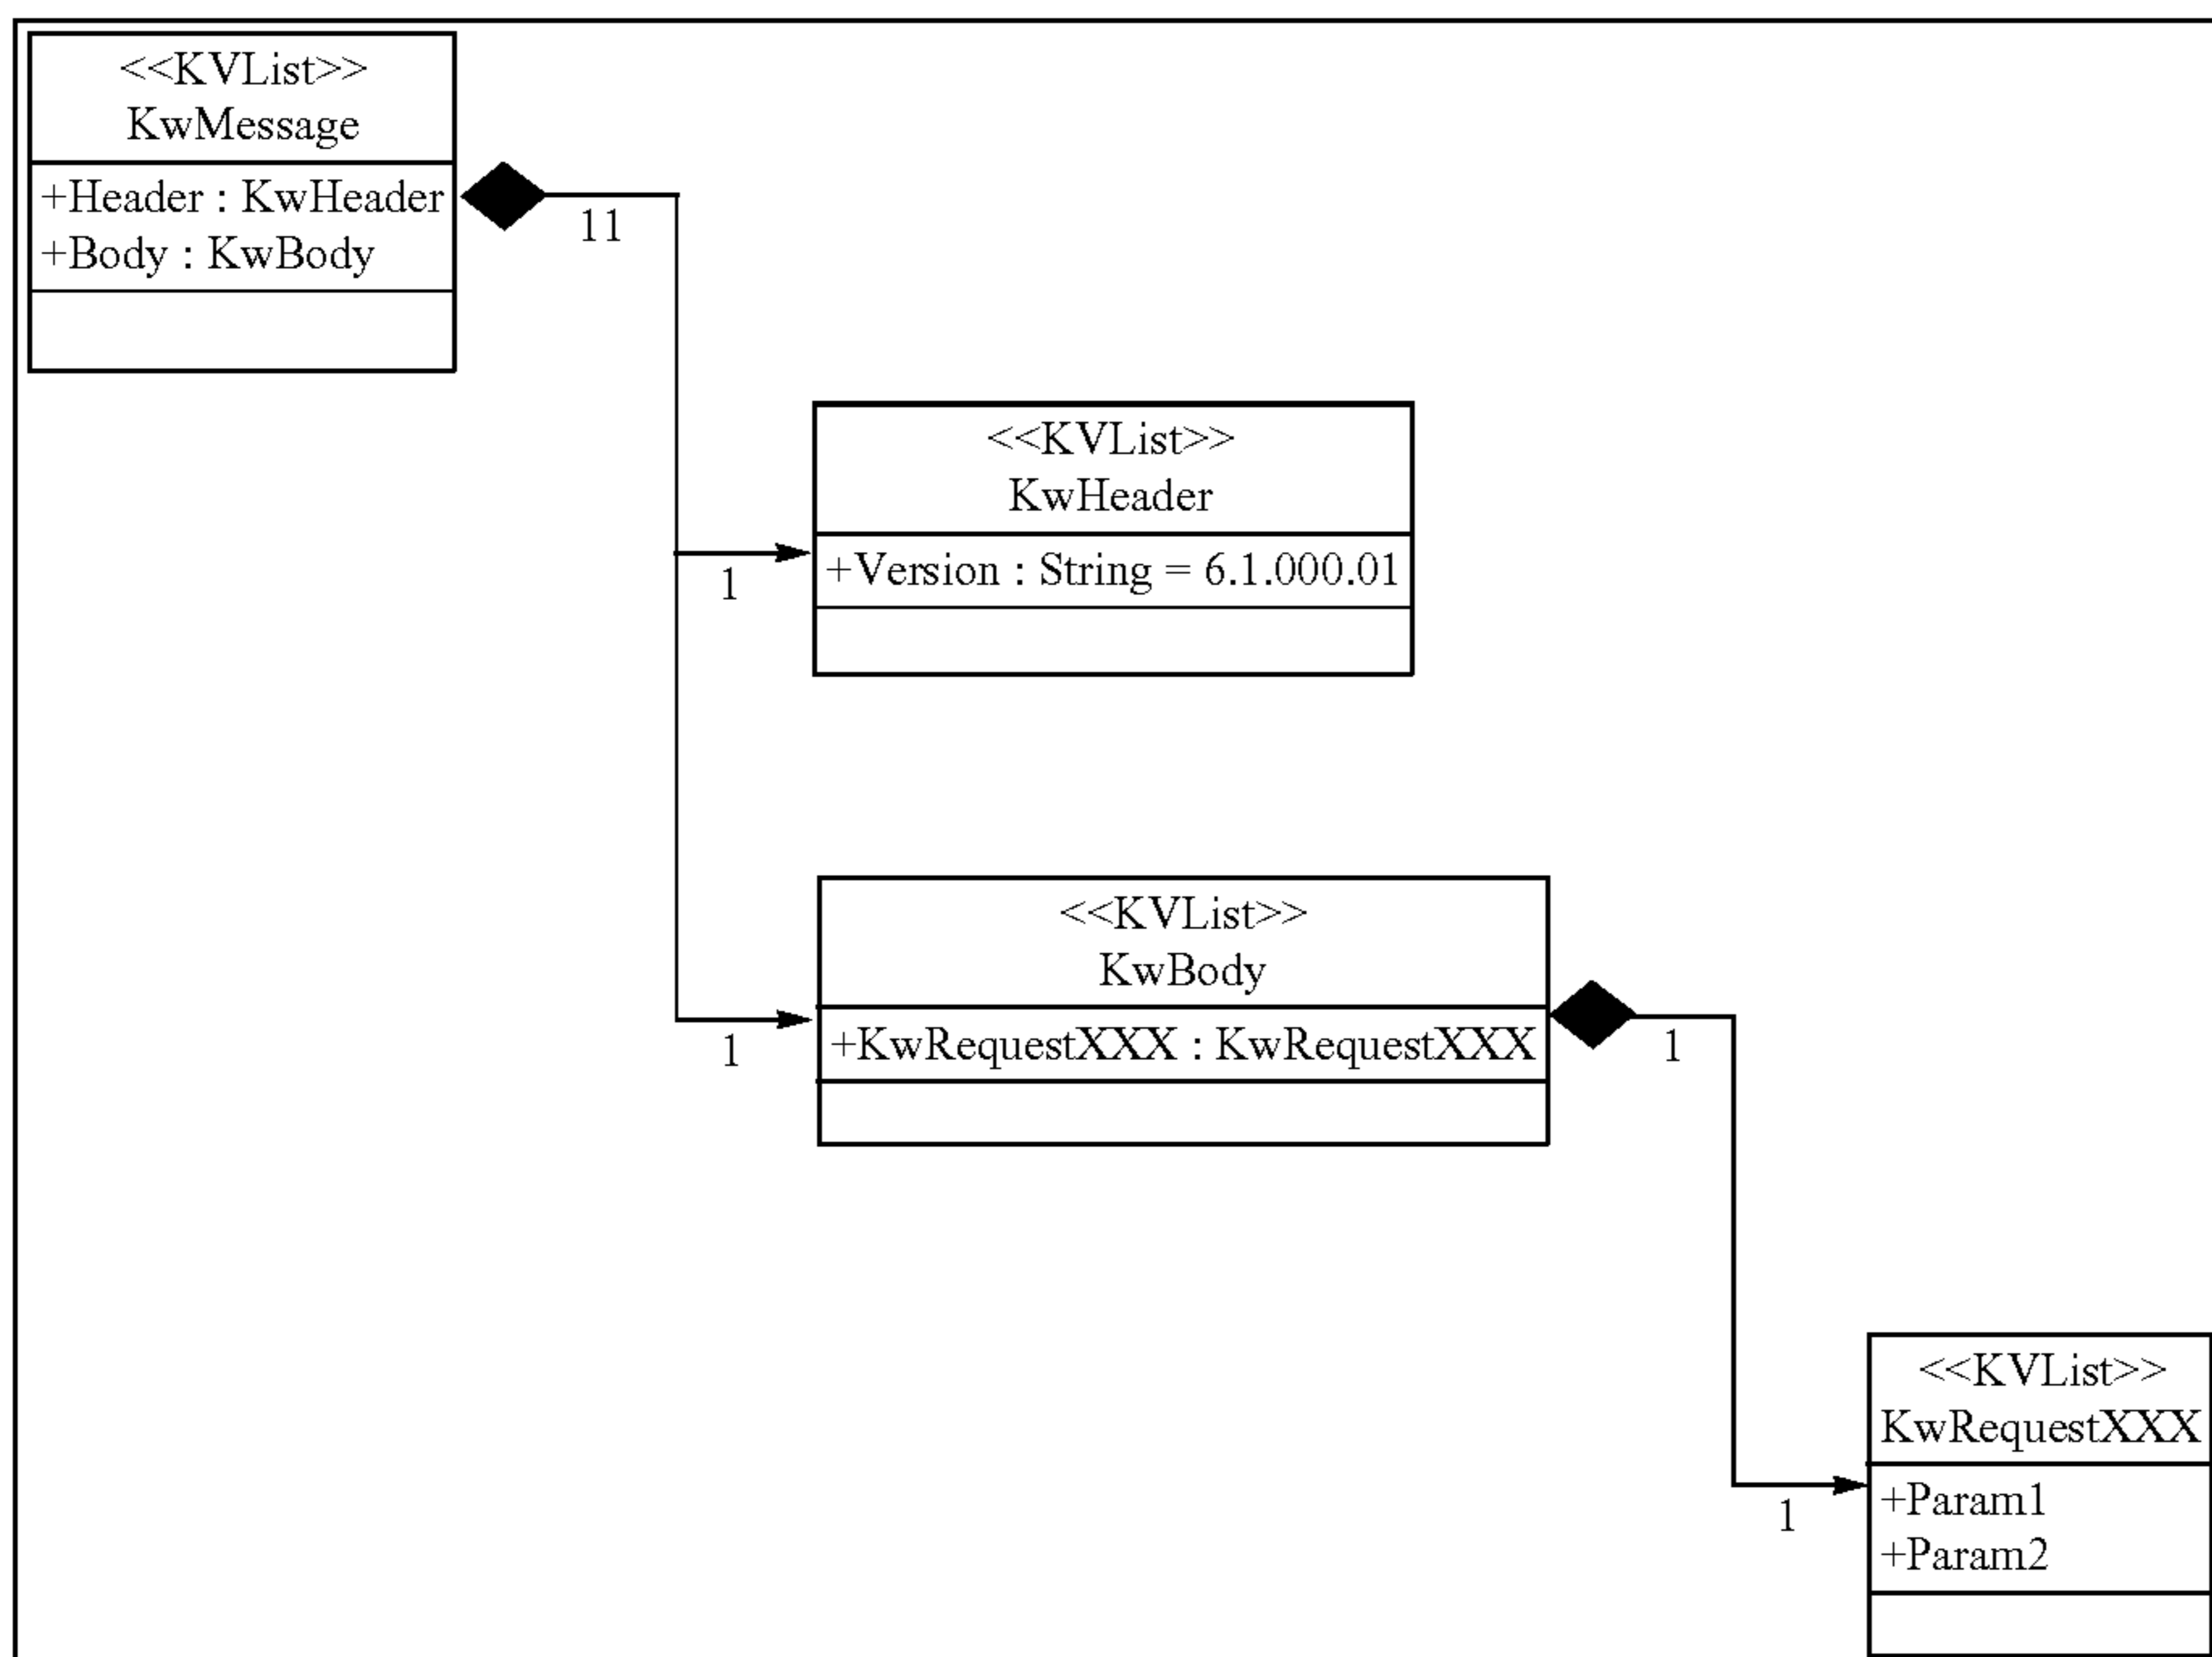 <<KVList>>
KwMessage
+Header : KwHeader
+Body : KwBody
11
<<KVList>>
KwHeader
+Version : String = 6.1.000.01
1
<<KVList>>
KwBody
+KwRequestXXX : KwRequestXXX
1
1
<<KVList>>
KwRequestXXX
+Param1
+Param2
1